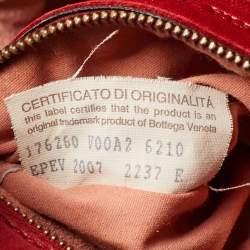 CERTIFICATO DI ORIGINALITÀ
this label certifies that the product is an
original trademark product of Bottega Veneta
176260 V00A2 6210
EPEV 2007 2237 E